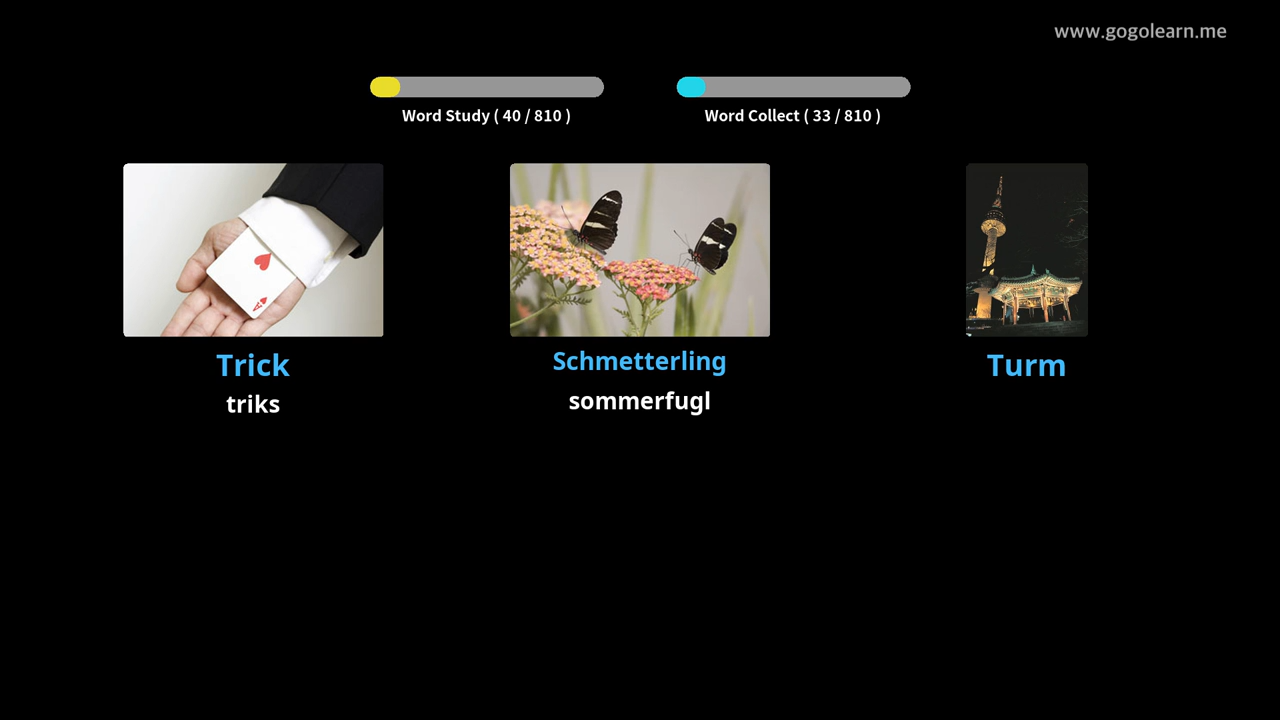 www.gogolearn.me
Word Study ( 40 / 810 )
Word Collect ( 33 / 810 )
Trick
triks
Schmetterling
sommerfugl
Turm